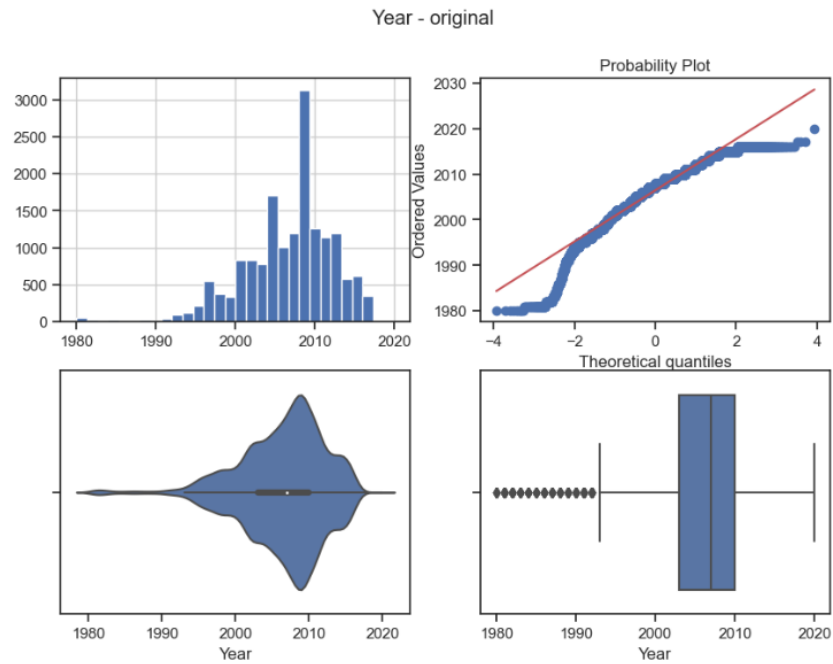 Year - original
3000
2500
2000
1500
1000
500
0
1980 1990 2000 2010 2020
Probability Plot
Ordered Values
2030
2020
2010
2000
1990
1980
−4 −2 0 2 4
Theoretical quantiles
1980 1990 2000 2010 2020
Year
1980 1990 2000 2010 2020
Year